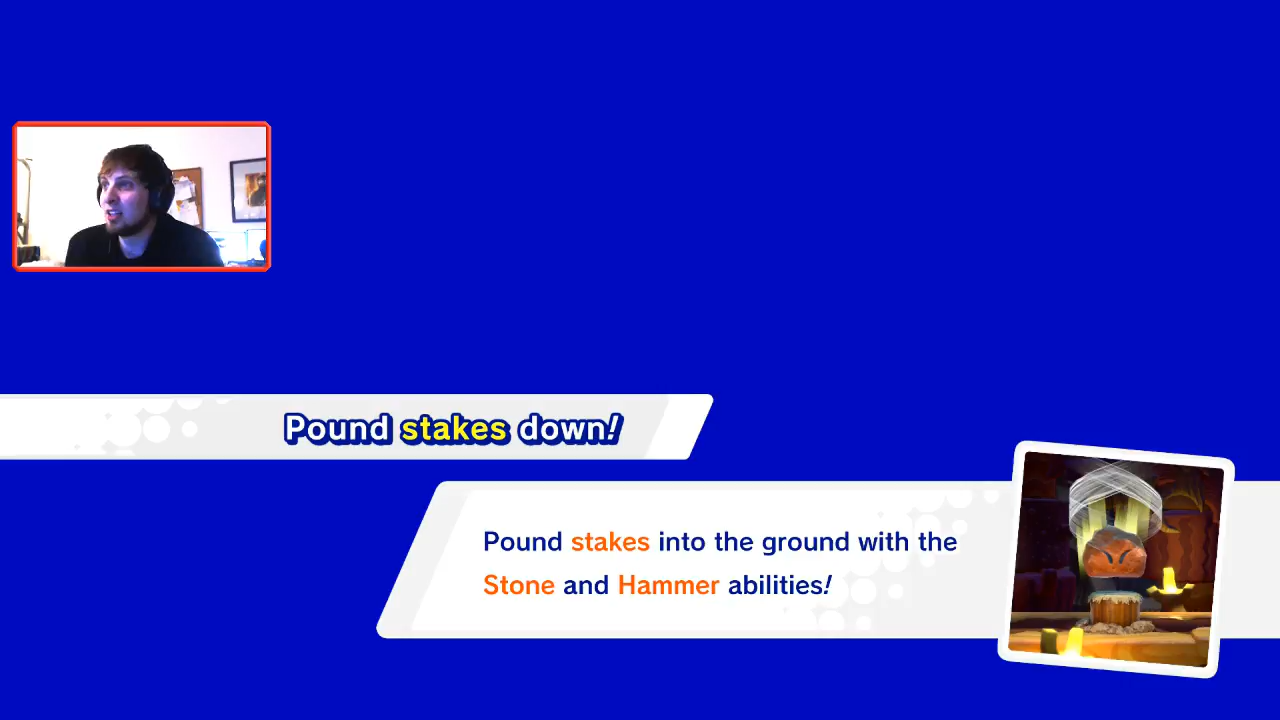 Pound stakes down!
Pound stakes into the ground with the
Stone and Hammer abilities!